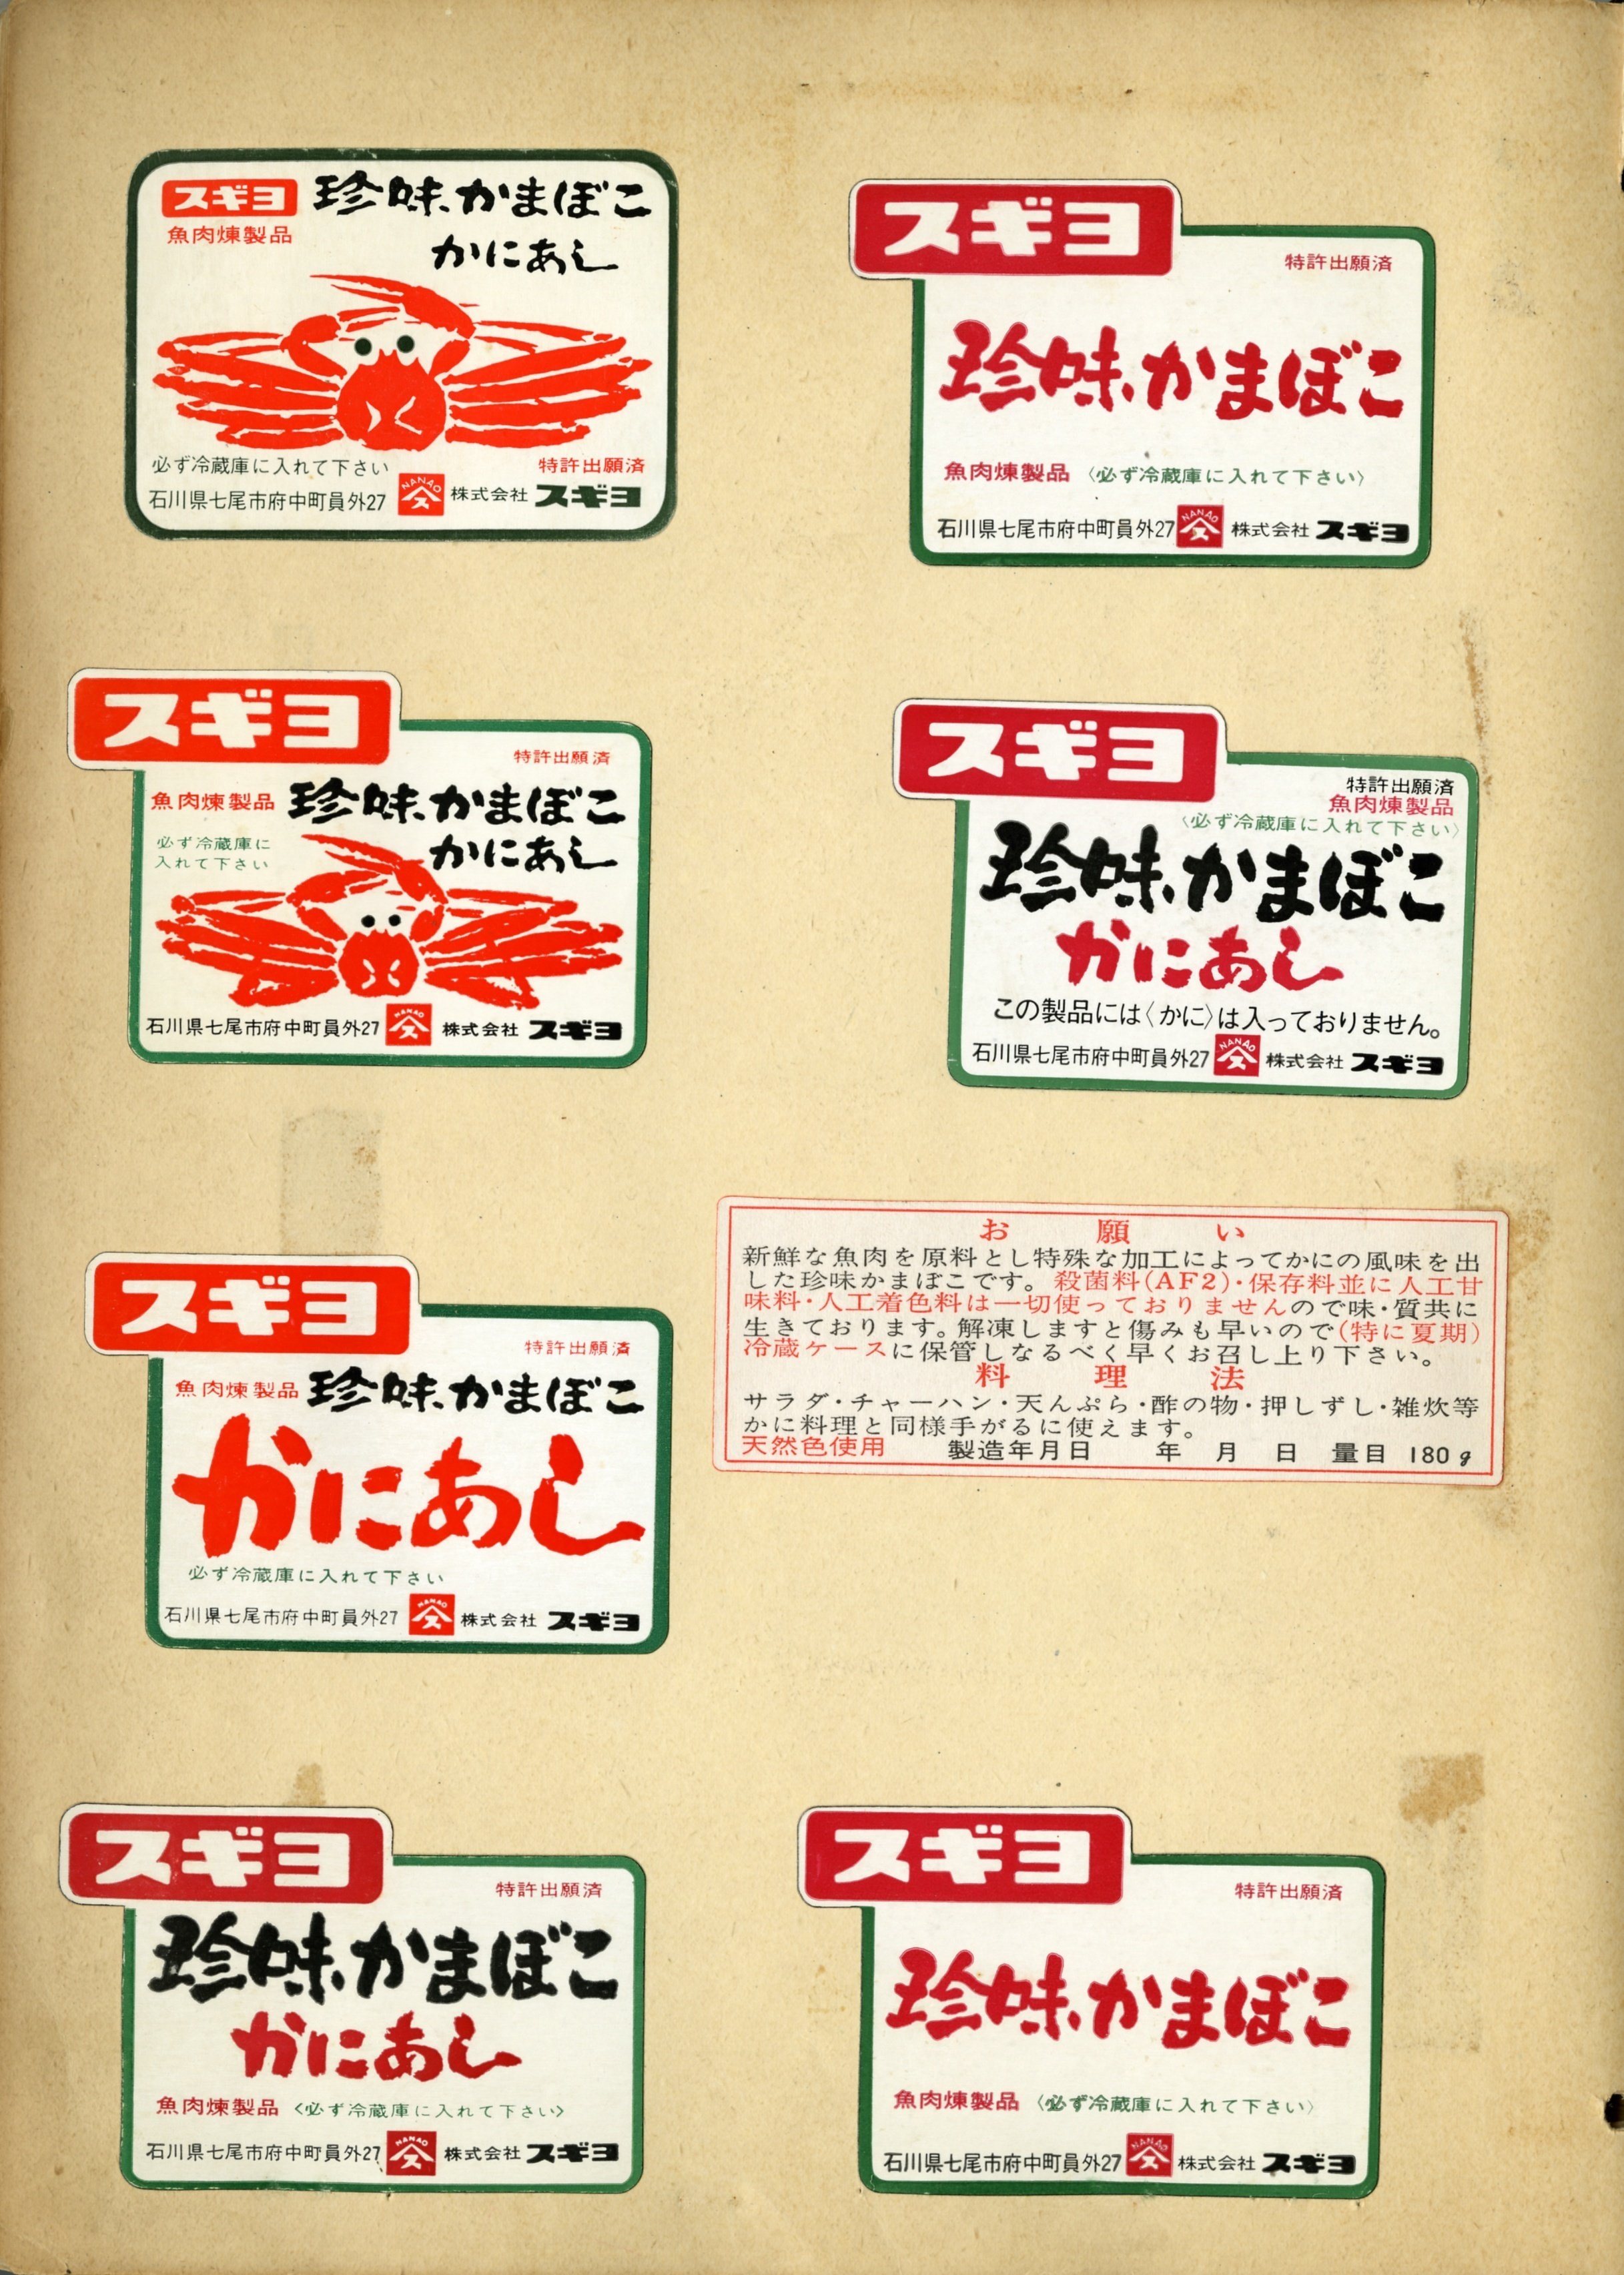 スギヨ 珍味かまぼこ
魚肉煉製品
かにあし
必ず冷蔵庫に入れて下さい 特許出願済
石川県七尾市府中町員外27 NANAO ス 株式会社 スギヨ
スギヨ
特許出願済
珍味かまぼこ
魚肉煉製品 〈必ず冷蔵庫に入れて下さい〉
石川県七尾市府中町員外27 NANAO ス 株式会社 スギヨ
スギヨ
特許出願済
魚肉煉製品 珍味かまぼこ
必ず冷蔵庫に
入れて下さい
かにあし
石川県七尾市府中町員外27 NANAO ス 株式会社 スギヨ
スギヨ
特許出願済
魚肉煉製品
〈必ず冷蔵庫に入れて下さい〉
珍味かまぼこ
かにあし
この製品には〈かに〉は入っておりません。
石川県七尾市府中町員外27 NANAO ス 株式会社 スギヨ
スギヨ
特許出願済
魚肉煉製品 珍味かまぼこ
かにあし
必ず冷蔵庫に入れて下さい
石川県七尾市府中町員外27 NANAO ス 株式会社 スギヨ
お願い
新鮮な魚肉を原料とし特殊な加工によってかにの風味を出
した珍味かまぼこです。殺菌料(AF2)・保存料並に人工甘
味料・人工着色料は一切使っておりませんので味・質共に
生きております。解凍しますと傷みも早いので(特に夏期)
冷蔵ケースに保管しなるべく早くお召し上り下さい。
料理法
サラダ・チャーハン・天んぷら・酢の物・押しずし・雑炊等
かに料理と同様手がるに使えます。
天然色使用 製造年月日 年 月 日 量目 180g
スギヨ
特許出願済
珍味かまぼこ
かにあし
魚肉煉製品 〈必ず冷蔵庫に入れて下さい〉
石川県七尾市府中町員外27 NANAO ス 株式会社 スギヨ
スギヨ
特許出願済
珍味かまぼこ
魚肉煉製品 〈必ず冷蔵庫に入れて下さい〉
石川県七尾市府中町員外27 NANAO ス 株式会社 スギヨ